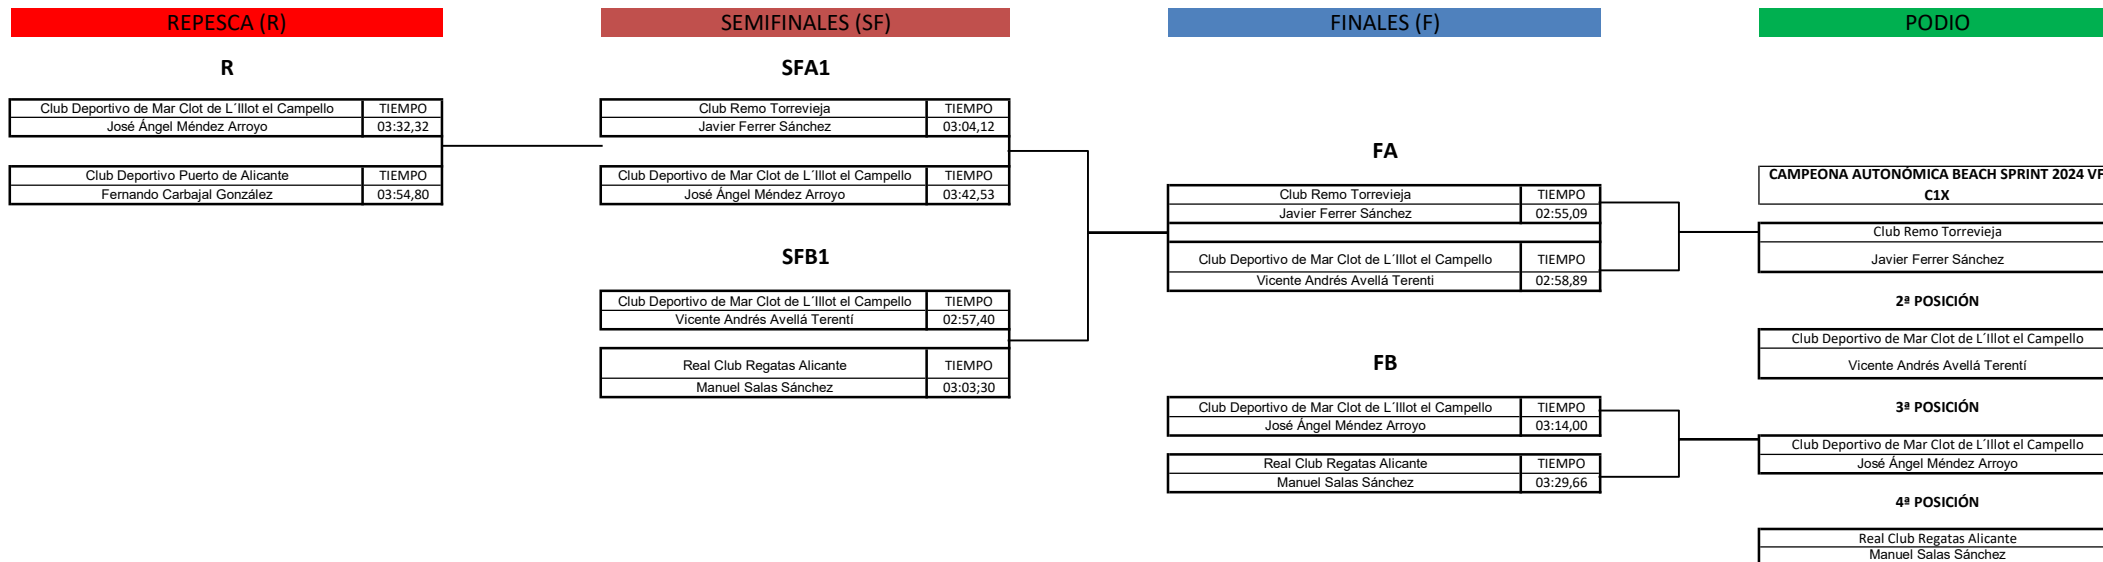 REPESCA (R)
R
Club Deportivo de Mar Clot de L´Illot el Campello TIEMPO
José Ángel Méndez Arroyo 03:32,32
Club Deportivo Puerto de Alicante TIEMPO
Fernando Carbajal González 03:54,80
SEMIFINALES (SF)
SFA1
Club Remo Torrevieja TIEMPO
Javier Ferrer Sánchez 03:04,12
Club Deportivo de Mar Clot de L´Illot el Campello TIEMPO
José Ángel Méndez Arroyo 03:42,53
SFB1
Club Deportivo de Mar Clot de L´Illot el Campello TIEMPO
Vicente Andrés Avellá Terentí 02:57,40
Real Club Regatas Alicante TIEMPO
Manuel Salas Sánchez 03:03;30
FINALES (F)
FA
Club Remo Torrevieja TIEMPO
Javier Ferrer Sánchez 02:55,09
Club Deportivo de Mar Clot de L´Illot el Campello TIEMPO
Vicente Andrés Avellá Terenti 02:58,89
FB
Club Deportivo de Mar Clot de L´Illot el Campello TIEMPO
José Ángel Méndez Arroyo 03:14,00
Real Club Regatas Alicante TIEMPO
Manuel Salas Sánchez 03:29,66
PODIO
CAMPEONA AUTONÓMICA BEACH SPRINT 2024 VF
C1X
Club Remo Torrevieja
Javier Ferrer Sánchez
2ª POSICIÓN
Club Deportivo de Mar Clot de L´Illot el Campello
Vicente Andrés Avellá Terentí
3ª POSICIÓN
Club Deportivo de Mar Clot de L´Illot el Campello
José Ángel Méndez Arroyo
4ª POSICIÓN
Real Club Regatas Alicante
Manuel Salas Sánchez